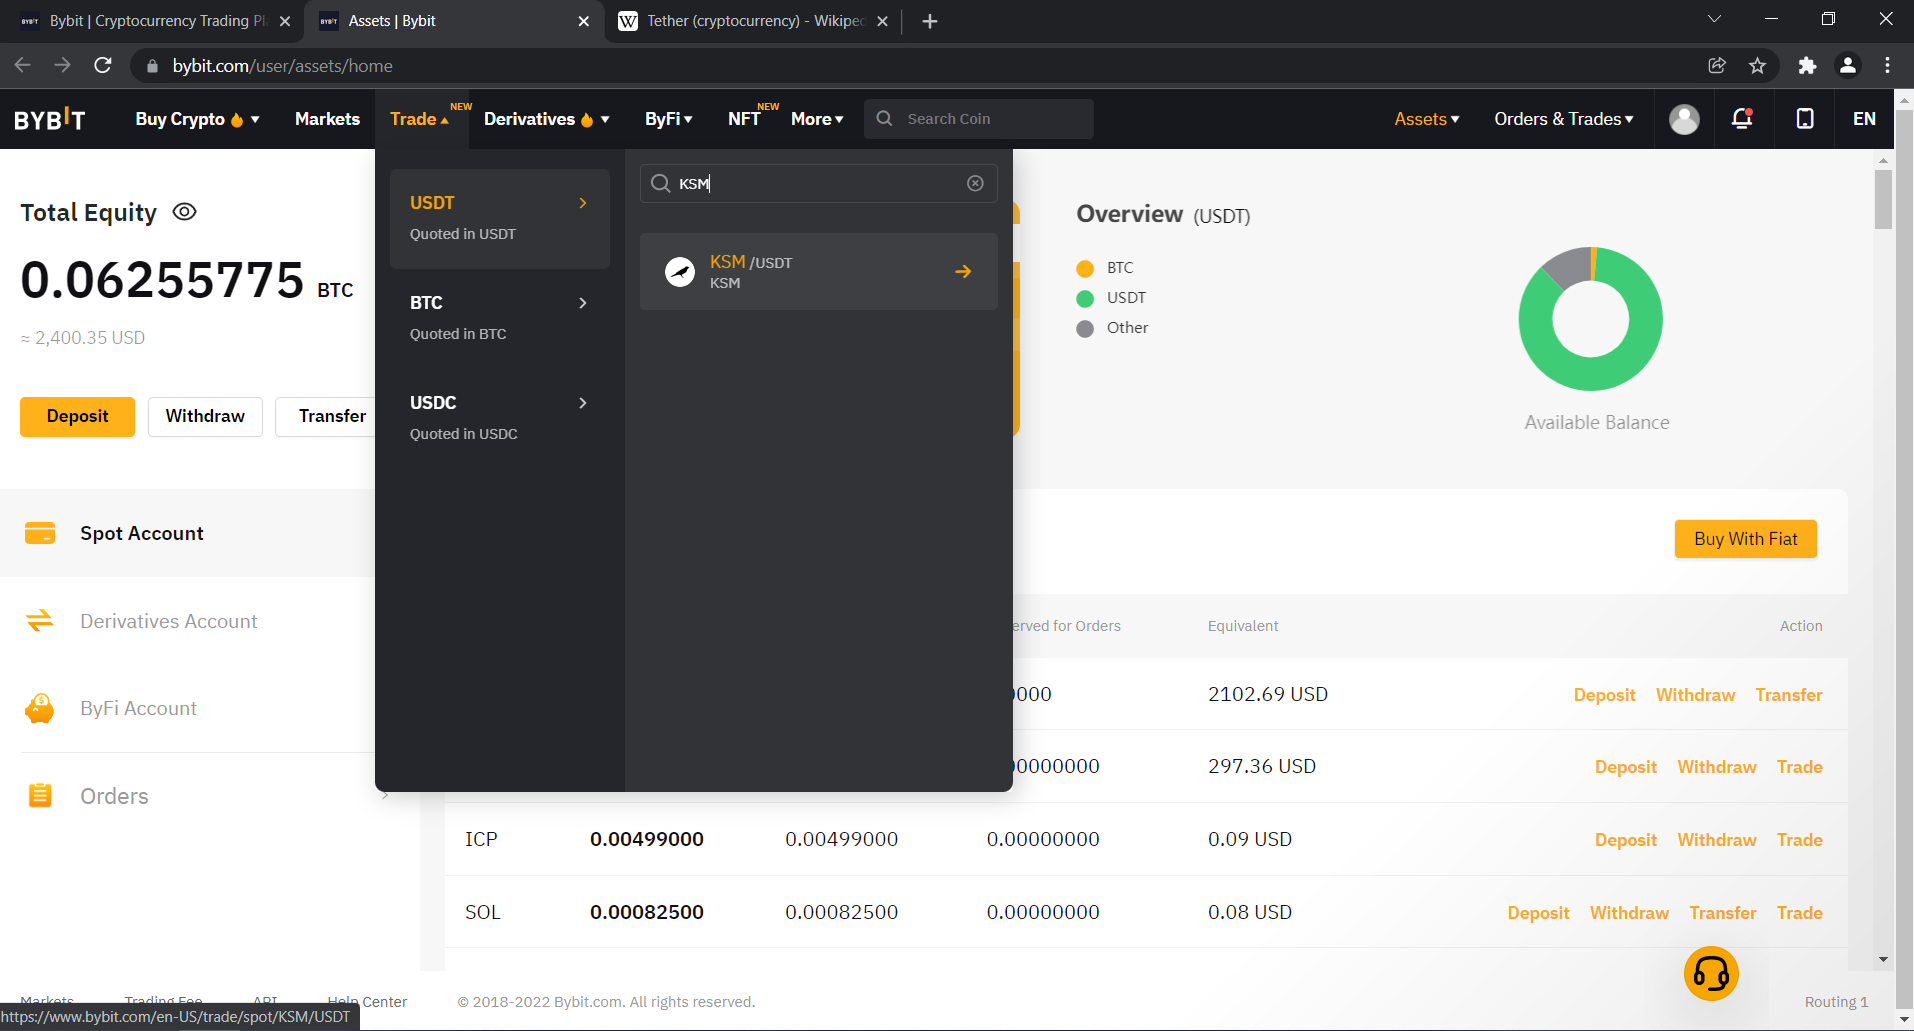 Bybit | Cryptocurrency Trading Pl
Assets | Bybit
Tether (cryptocurrency) - Wikiped
bybit.com/user/assets/home
BYBIT
Buy Crypto
Markets
Trade
NEW
Derivatives
ByFi
NFT
NEW
More
Search Coin
Assets
Orders & Trades
EN
Total Equity
0.06255775 BTC
≈ 2,400.35 USD
Deposit
Withdraw
Transfer
Spot Account
Derivatives Account
ByFi Account
Orders
USDT
Quoted in USDT
BTC
Quoted in BTC
USDC
Quoted in USDC
KSM
KSM /USDT
KSM
Overview (USDT)
BTC
USDT
Other
Available Balance
Buy With Fiat
erved for Orders
Equivalent
Action
0000
2102.69 USD
Deposit
Withdraw
Transfer
00000000
297.36 USD
Deposit
Withdraw
Trade
ICP
0.00499000
0.00499000
0.00000000
0.09 USD
Deposit
Withdraw
Trade
SOL
0.00082500
0.00082500
0.00000000
0.08 USD
Deposit
Withdraw
Transfer
Trade
Markets
Trading Fee
API
Help Center
© 2018-2022 Bybit.com. All rights reserved.
Routing 1
https://www.bybit.com/en-US/trade/spot/KSM/USDT